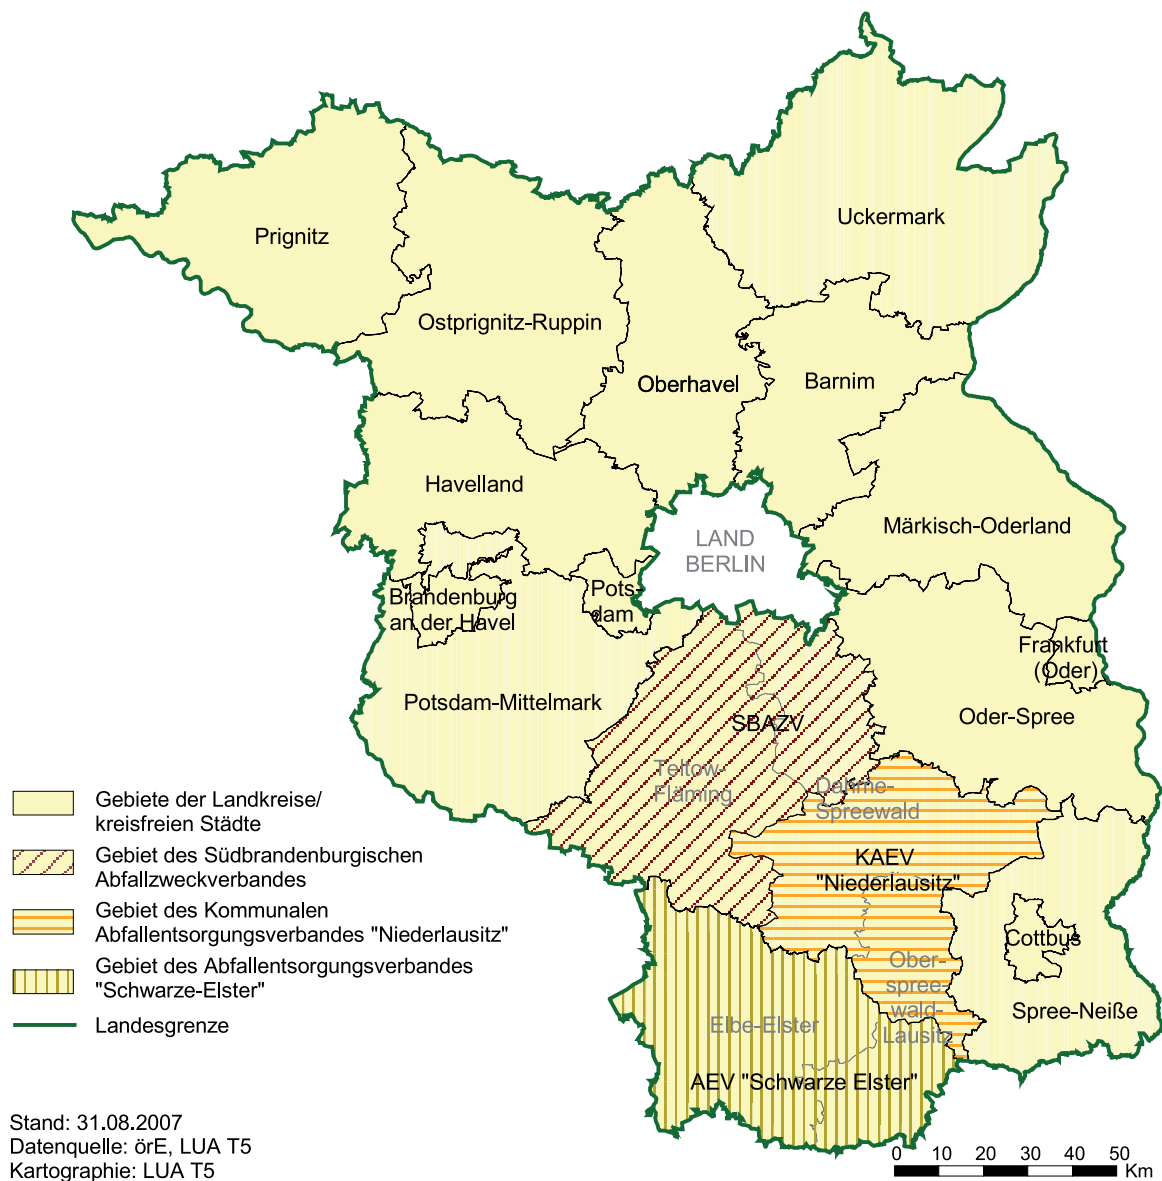 Uckermark
Prignitz
Ostprignitz-Ruppin
Oberhavel
Barnim
Havelland
Märkisch-Oderland
LAND
BERLIN
Brandenburg
an der Havel
Pots-
dam
Frankfurt
(Oder)
Potsdam-Mittelmark
Oder-Spree
SBAZV
Teltow-
Fläming
Dahme-
Spreewald
KAEV
"Niederlausitz"
Cottbus
Ober-
spree-
wald-
Lausitz
Spree-Neiße
Elbe-Elster
AEV "Schwarze Elster"
Gebiete der Landkreise/
kreisfreien Städte
Gebiet des Südbrandenburgischen
Abfallzweckverbandes
Gebiet des Kommunalen
Abfallentsorgungsverbandes "Niederlausitz"
Gebiet des Abfallentsorgungsverbandes
"Schwarze-Elster"
Landesgrenze
Stand: 31.08.2007
Datenquelle: örE, LUA T5
Kartographie: LUA T5
0 10 20 30 40 50
Km